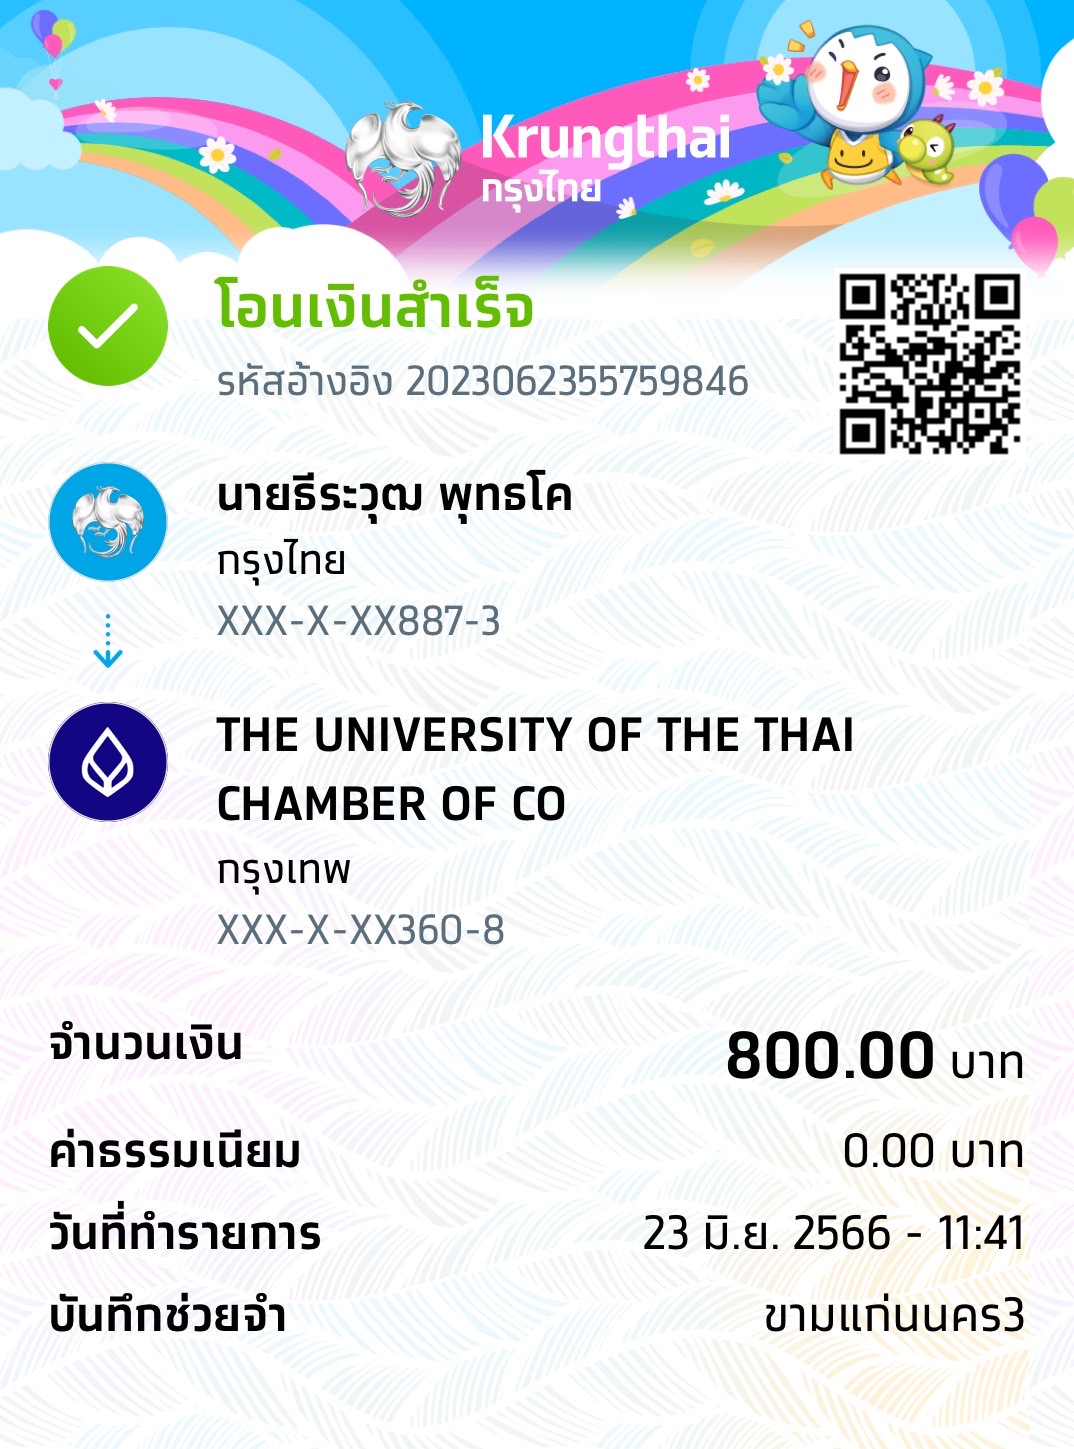 Krungthai
กรุงไทย
โอนเงินสำเร็จ
รหัสอ้างอิง 2023062355759846
นายธีระวุฒ พุทธโค
กรุงไทย
XXX-X-XX887-3
THE UNIVERSITY OF THE THAI
CHAMBER OF CO
กรุงเทพ
XXX-X-XX360-8
จำนวนเงิน 800.00 บาท
ค่าธรรมเนียม 0.00 บาท
วันที่ทำรายการ 23 มิ.ย. 2566 - 11:41
บันทึกช่วยจำ ขามแก่นนคร3